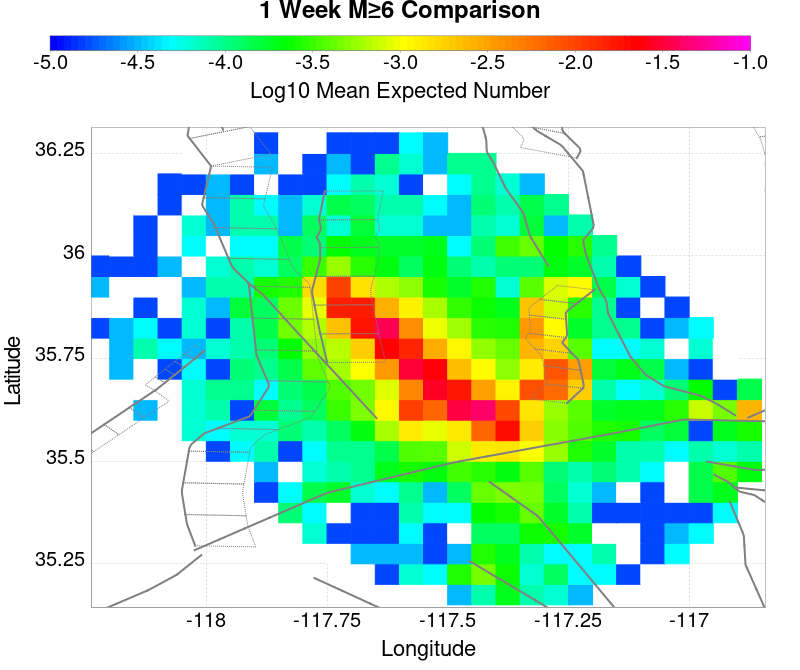 1 Week M≥6 Comparison
-5.0 -4.5 -4.0 -3.5 -3.0 -2.5 -2.0 -1.5 -1.0
Log10 Mean Expected Number
Latitude
36.25
36
35.75
35.5
35.25
-118 -117.75 -117.5 -117.25 -117
Longitude